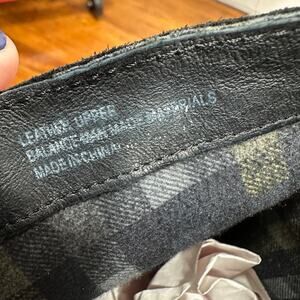 LEATHER UPPER
BALANCE MAN MADE MATERIALS
MADE IN CHINA